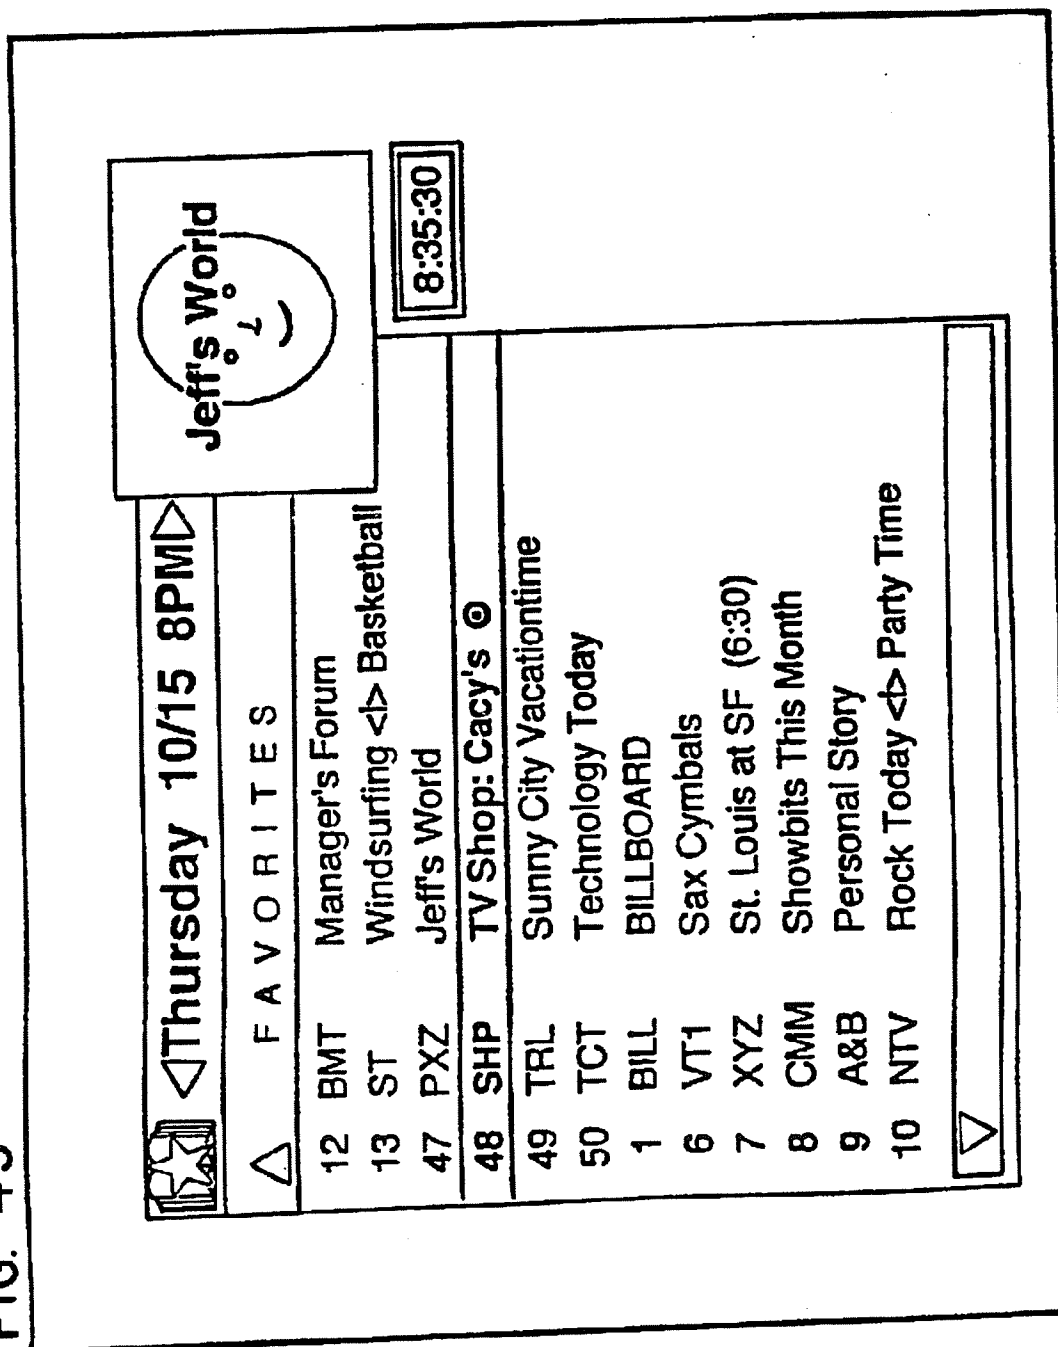 Jeff's World
8:35:30
◁Thursday 10/15 8PM▷
FAVORITES
12 BMT Manager's Forum
13 ST Windsurfing <|> Basketball
47 PXZ Jeff's World
48 SHP TV Shop: Cacy's ⊙
49 TRL Sunny City Vacationtime
50 TCT Technology Today
1 BILL BILLBOARD
6 VT1 Sax Cymbals
7 XYZ St. Louis at SF (6:30)
8 CMM Showbits This Month
9 A&B Personal Story
10 NTV Rock Today <|> Party Time